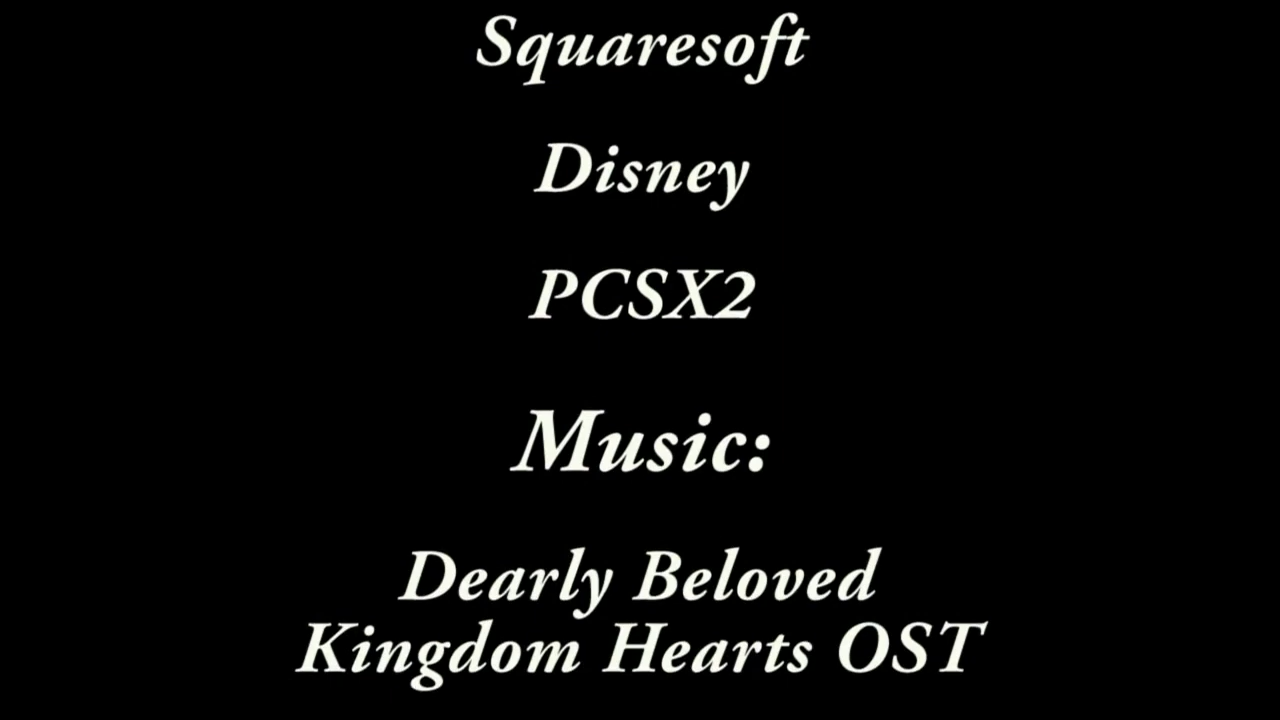 Squaresoft
Disney
PCSX2
Music:
Dearly Beloved
Kingdom Hearts OST